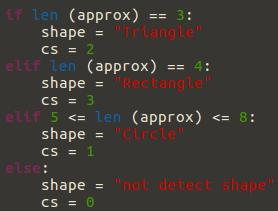 if len (approx) == 3:
    shape = "Triangle"
    cs = 2
elif len (approx) == 4:
    shape = "Rectangle"
    cs = 3
elif 5 <= len (approx) <= 8:
    shape = "Circle"
    cs = 1
else:
    shape = "not detect shape"
    cs = 0